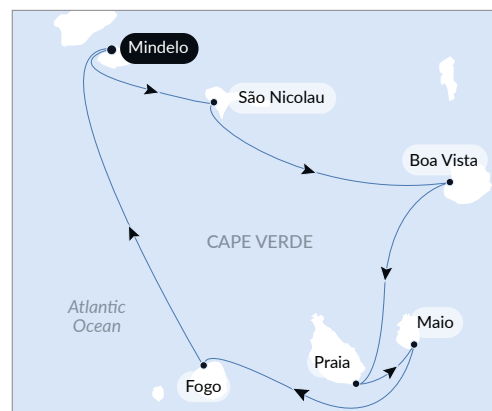 Mindelo
São Nicolau
Boa Vista
CAPE VERDE
Atlantic
Ocean
Maio
Praia
Fogo